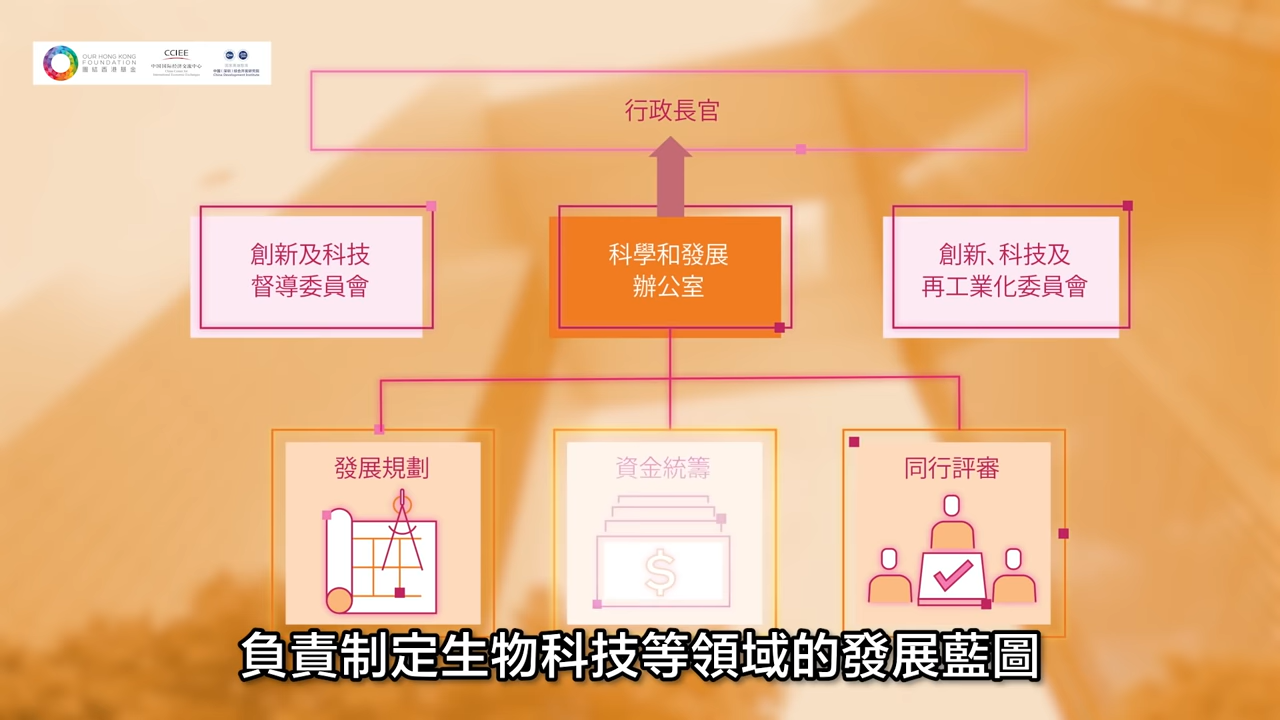 OUR HONG KONG
FOUNDATION
團結香港基金
CCIEE
中国国际经济交流中心
行政長官
創新及科技
督導委員會
科學和發展
辦公室
創新、科技及
再工業化委員會
發展規劃
資金統籌
$
同行評審
負責制定生物科技等領域的發展藍圖